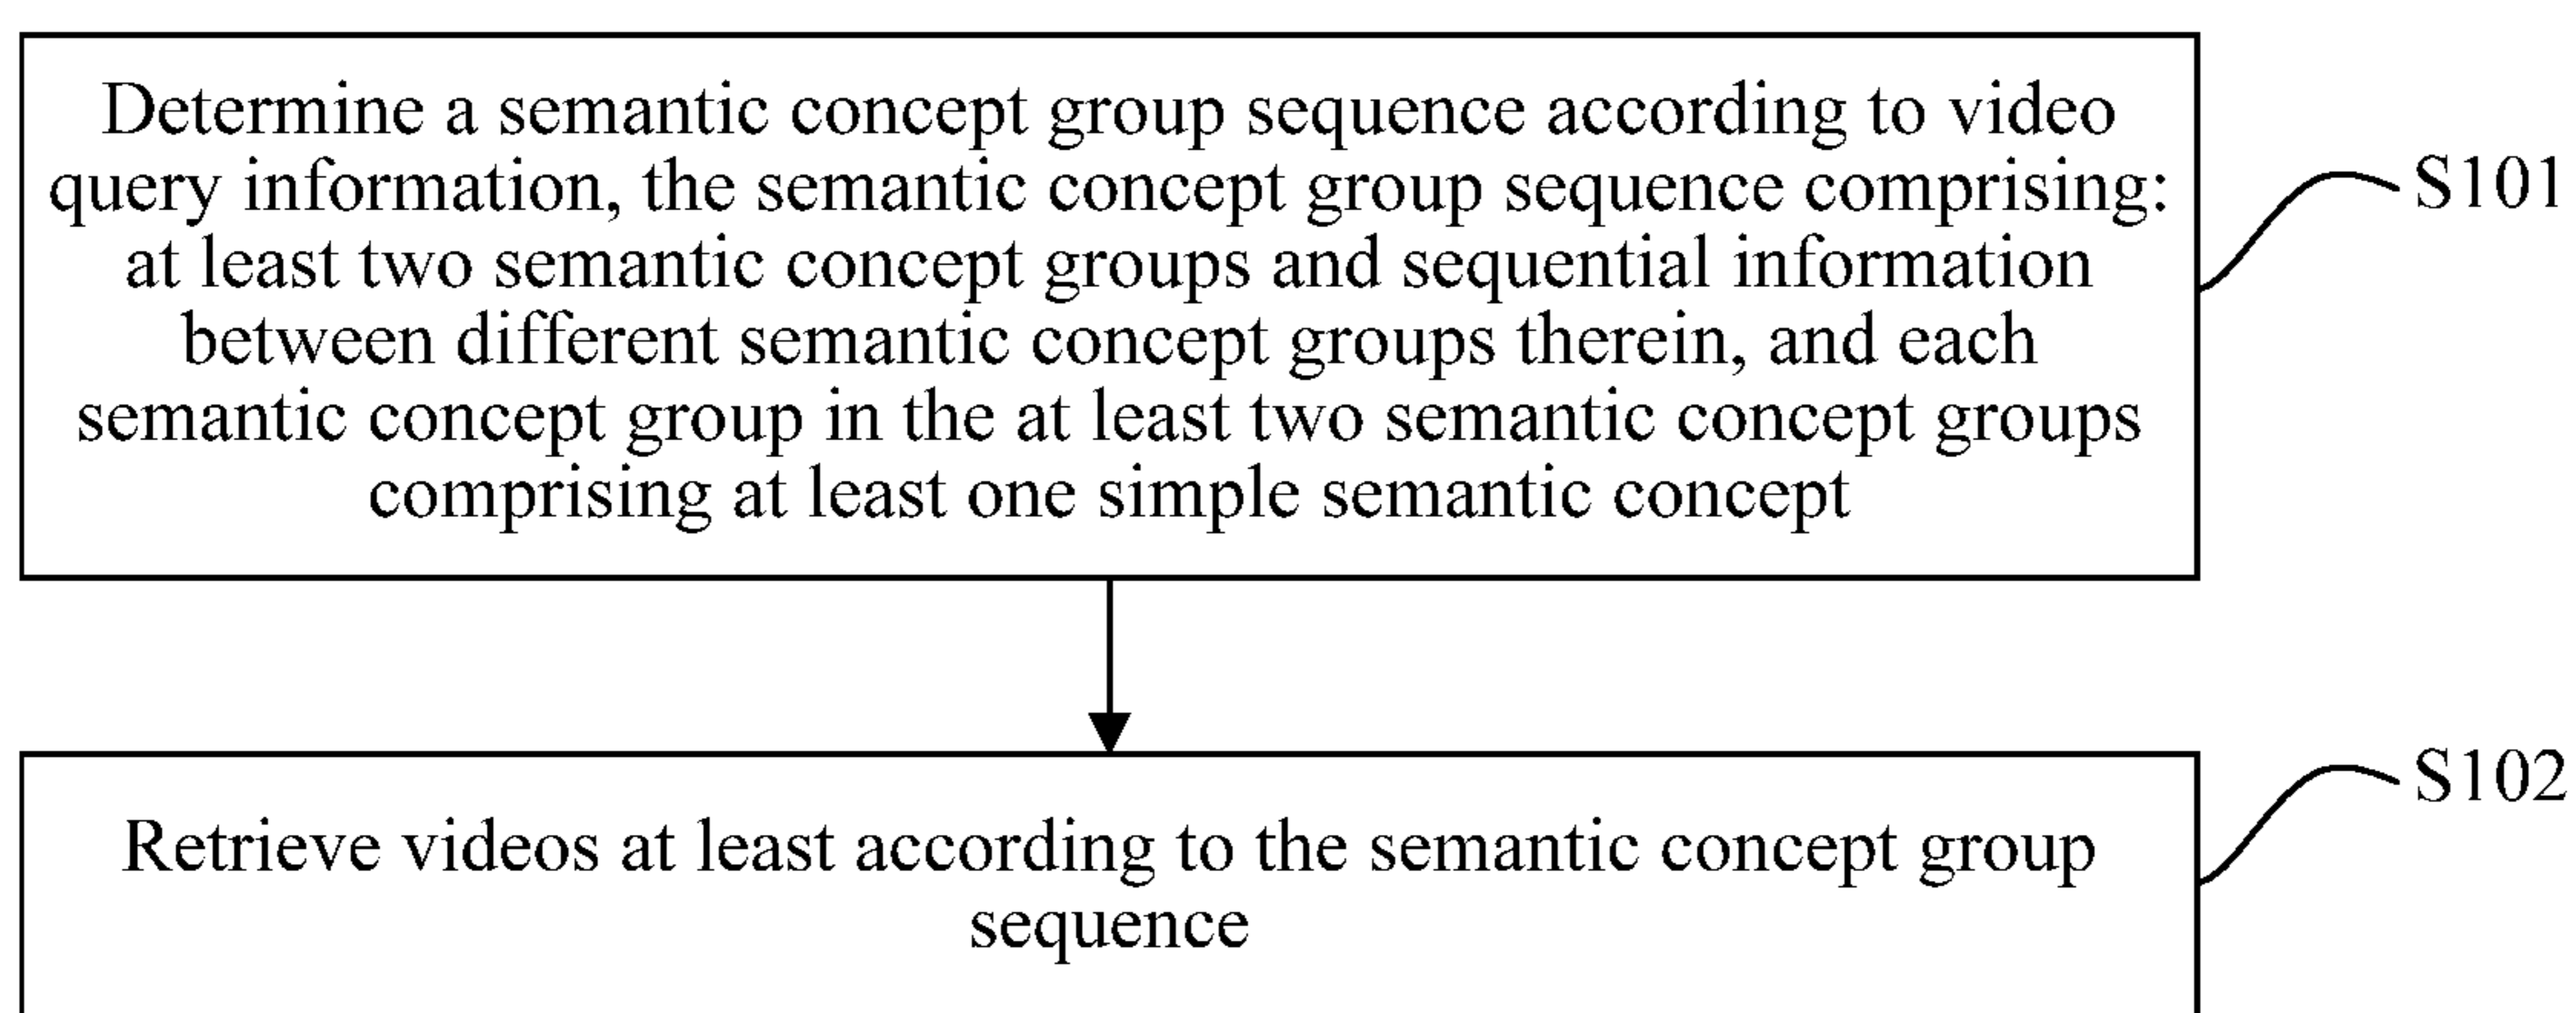 Determine a semantic concept group sequence according to video
query information, the semantic concept group sequence comprising:
at least two semantic concept groups and sequential information
between different semantic concept groups therein, and each
semantic concept group in the at least two semantic concept groups
comprising at least one simple semantic concept
S101
Retrieve videos at least according to the semantic concept group
sequence
S102